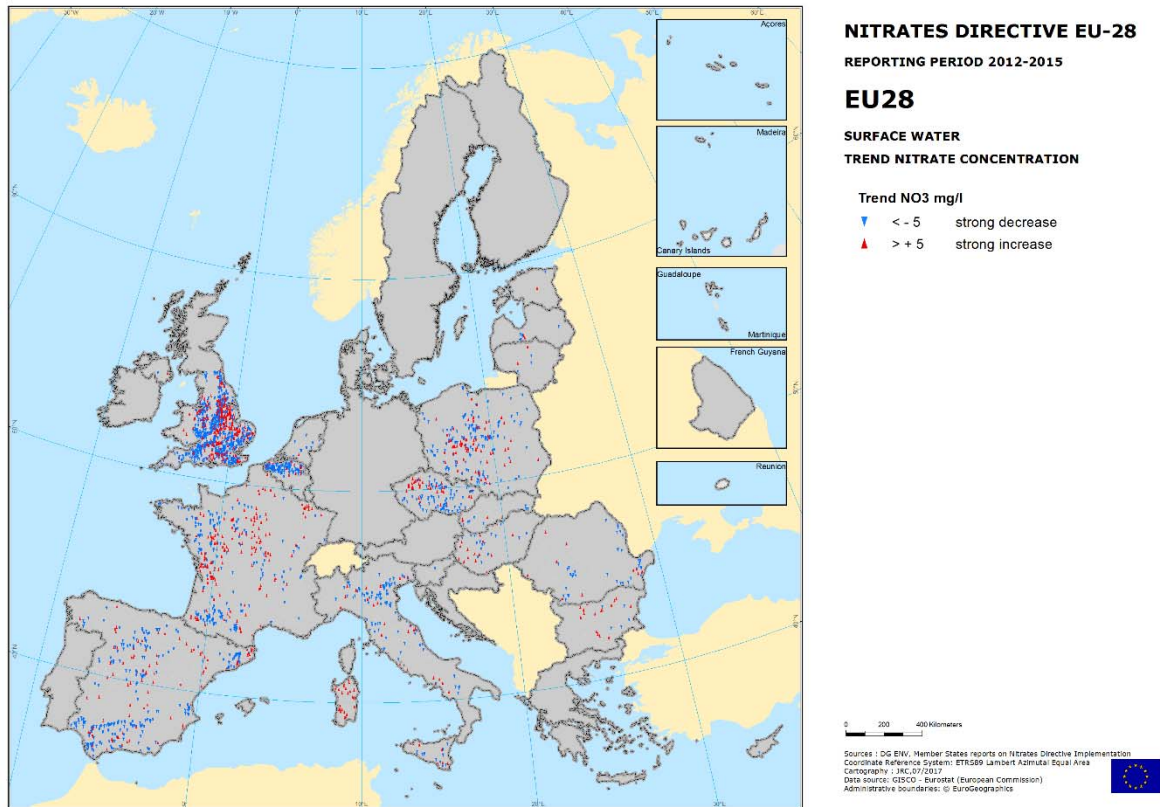 NITRATES DIRECTIVE EU-28
REPORTING PERIOD 2012-2015
EU28
SURFACE WATER
TREND NITRATE CONCENTRATION
Trend NO3 mg/l
< - 5 strong decrease
> + 5 strong increase
Açores
Madeira
Canary Islands
Guadaloupe
Martinique
French Guyana
Reunion
0 200 400 Kilometers
Sources : DG ENV, Member States reports on Nitrates Directive Implementation
Coordinate Reference System: ETRS89 Lambert Azimutal Equal Area
Cartography : JRC,07/2017
Data source: GISCO - Eurostat (European Commission)
Administrative boundaries: © EuroGeographics